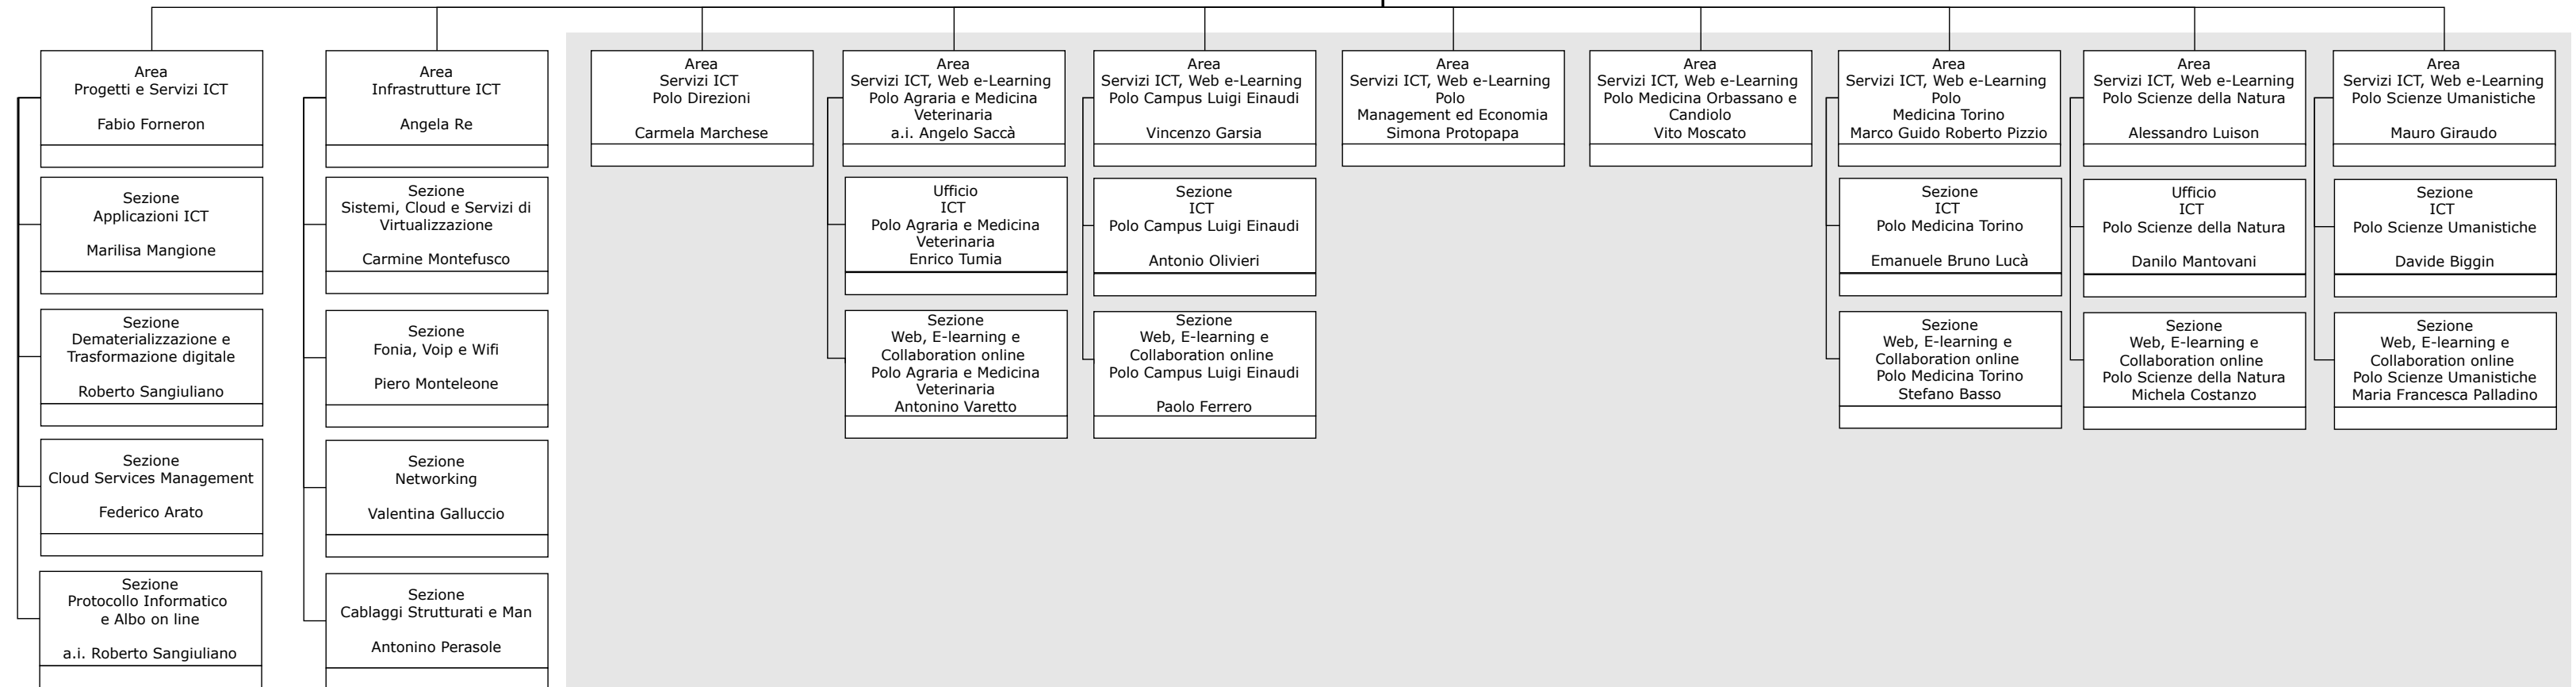 Area
Progetti e Servizi ICT
Fabio Forneron
Sezione
Applicazioni ICT
Marilisa Mangione
Sezione
Dematerializzazione e
Trasformazione digitale
Roberto Sangiuliano
Sezione
Cloud Services Management
Federico Arato
Sezione
Protocollo Informatico
e Albo on line
a.i. Roberto Sangiuliano
Area
Infrastrutture ICT
Angela Re
Sezione
Sistemi, Cloud e Servizi di
Virtualizzazione
Carmine Montefusco
Sezione
Fonia, Voip e Wifi
Piero Monteleone
Sezione
Networking
Valentina Galluccio
Sezione
Cablaggi Strutturati e Man
Antonino Perasole
Area
Servizi ICT
Polo Direzioni
Carmela Marchese
Area
Servizi ICT, Web e-Learning
Polo Agraria e Medicina
Veterinaria
a.i. Angelo Saccà
Ufficio
ICT
Polo Agraria e Medicina
Veterinaria
Enrico Tumia
Sezione
Web, E-learning e
Collaboration online
Polo Agraria e Medicina
Veterinaria
Antonino Varetto
Area
Servizi ICT, Web e-Learning
Polo Campus Luigi Einaudi
Vincenzo Garsia
Sezione
ICT
Polo Campus Luigi Einaudi
Antonio Olivieri
Sezione
Web, E-learning e
Collaboration online
Polo Campus Luigi Einaudi
Paolo Ferrero
Area
Servizi ICT, Web e-Learning
Polo
Management ed Economia
Simona Protopapa
Area
Servizi ICT, Web e-Learning
Polo Medicina Orbassano e
Candiolo
Vito Moscato
Area
Servizi ICT, Web e-Learning
Polo
Medicina Torino
Marco Guido Roberto Pizzio
Sezione
ICT
Polo Medicina Torino
Emanuele Bruno Lucà
Sezione
Web, E-learning e
Collaboration online
Polo Medicina Torino
Stefano Basso
Area
Servizi ICT, Web e-Learning
Polo Scienze della Natura
Alessandro Luison
Ufficio
ICT
Polo Scienze della Natura
Danilo Mantovani
Sezione
Web, E-learning e
Collaboration online
Polo Scienze della Natura
Michela Costanzo
Area
Servizi ICT, Web e-Learning
Polo Scienze Umanistiche
Mauro Giraudo
Sezione
ICT
Polo Scienze Umanistiche
Davide Biggin
Sezione
Web, E-learning e
Collaboration online
Polo Scienze Umanistiche
Maria Francesca Palladino